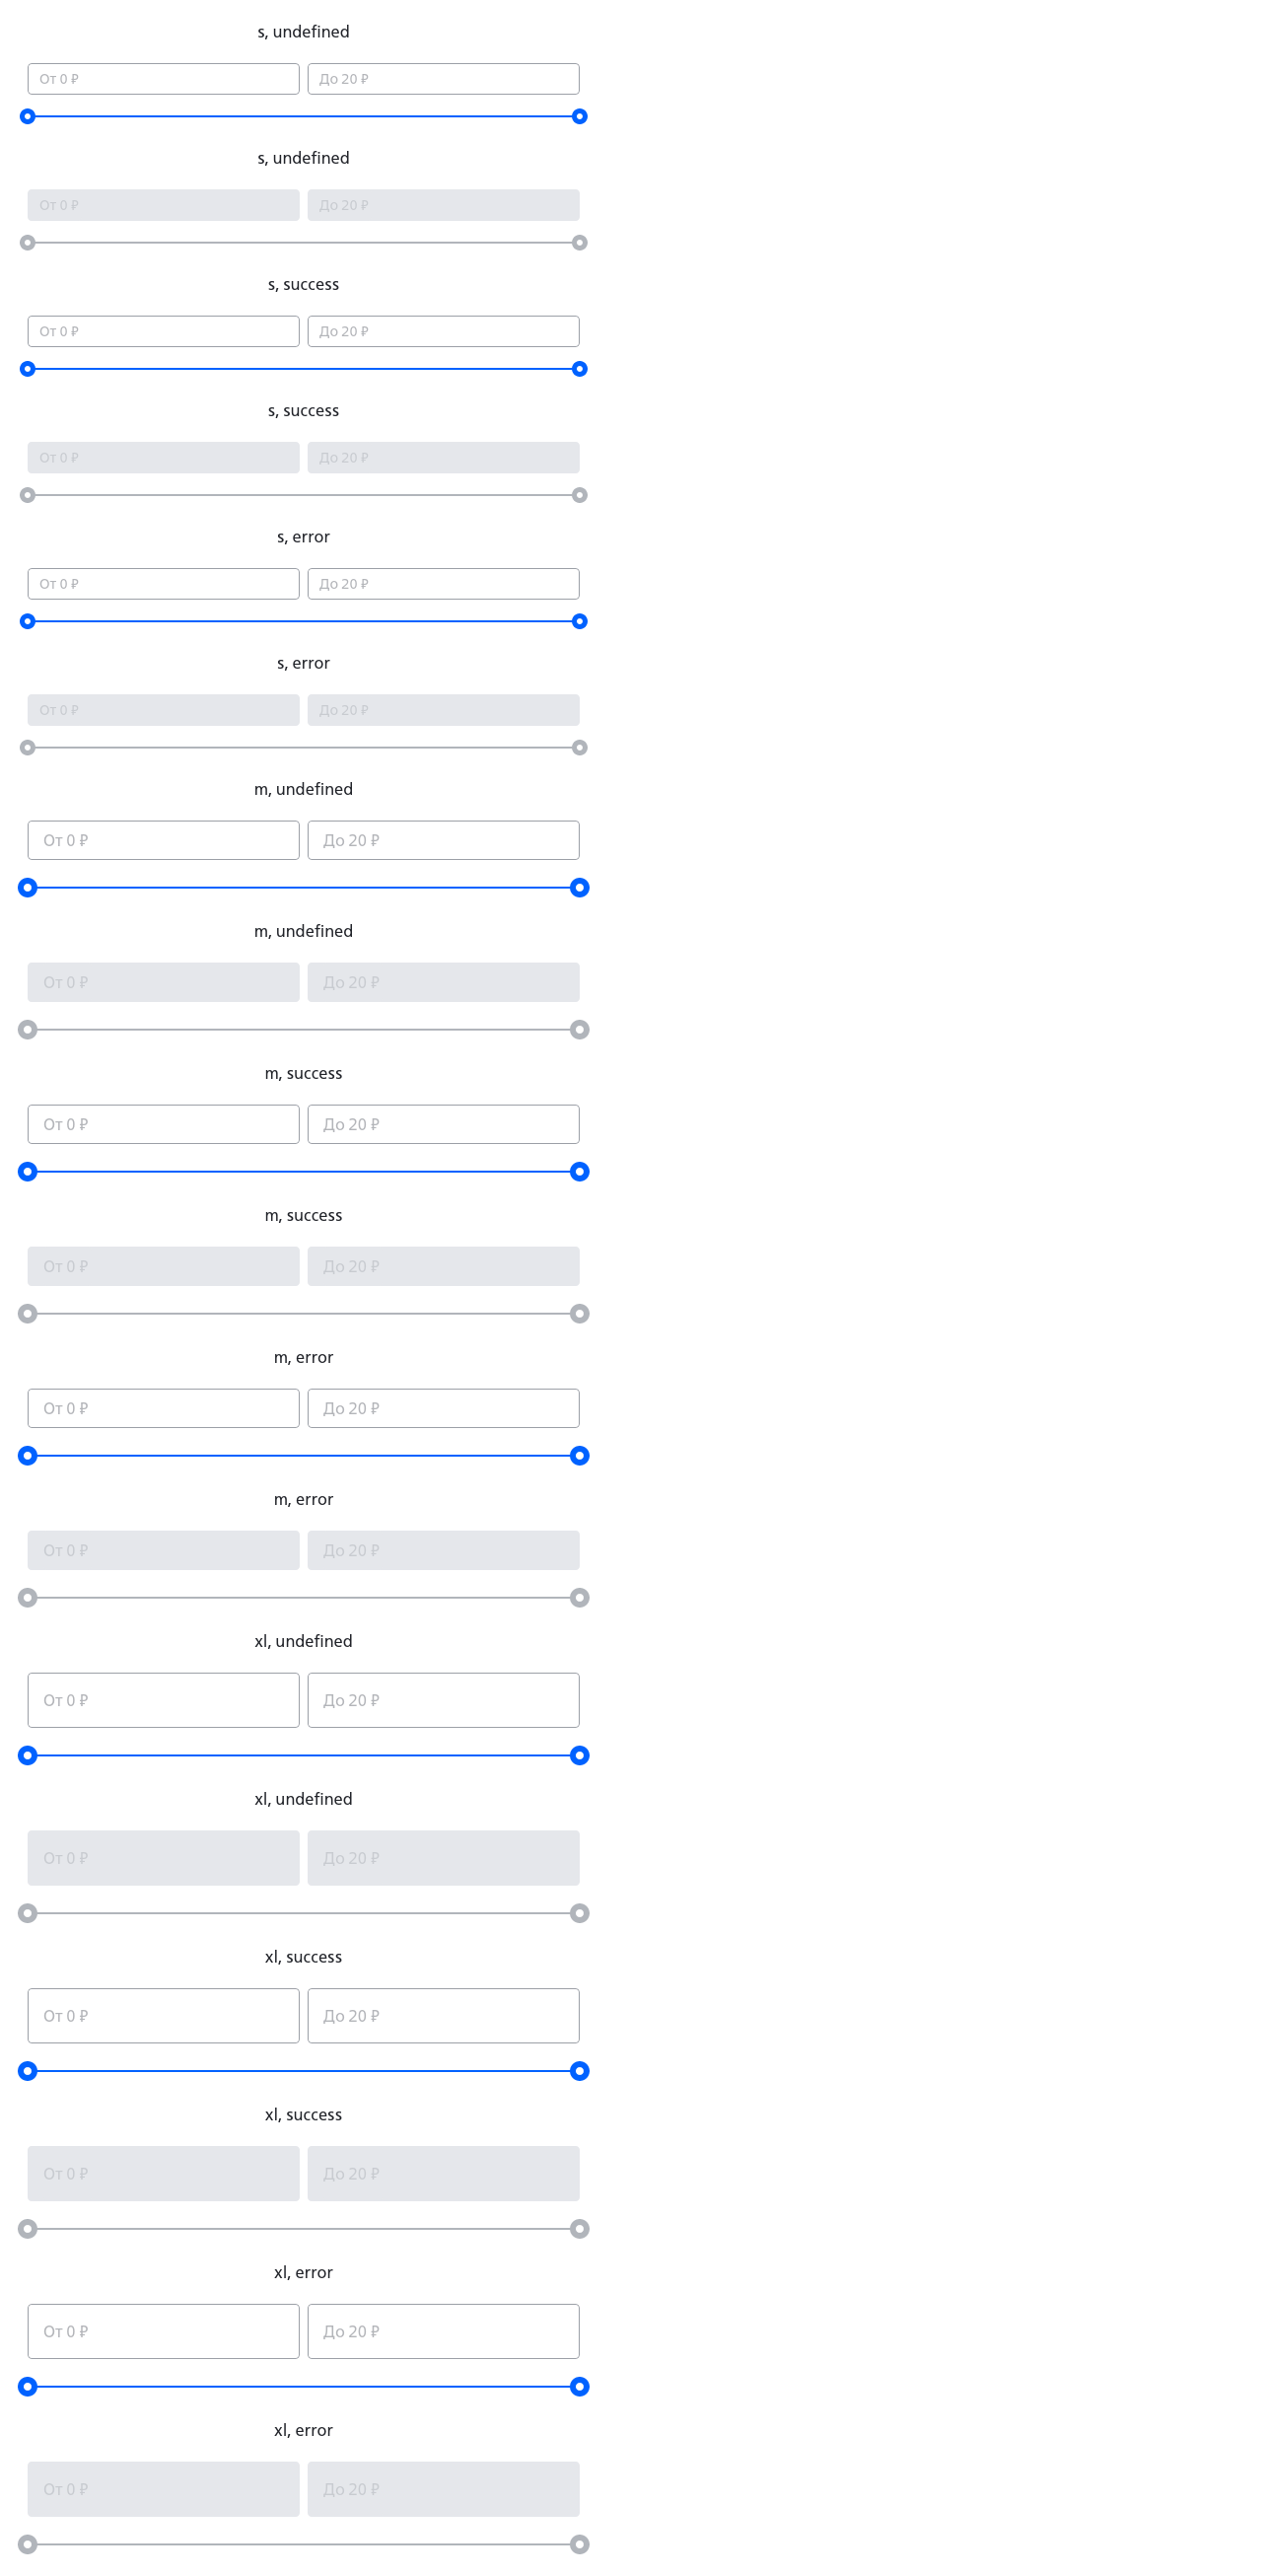 s, undefined
От 0 ₽ До 20 ₽
s, undefined
От 0 ₽ До 20 ₽
s, success
От 0 ₽ До 20 ₽
s, success
От 0 ₽ До 20 ₽
s, error
От 0 ₽ До 20 ₽
s, error
От 0 ₽ До 20 ₽
m, undefined
От 0 ₽ До 20 ₽
m, undefined
От 0 ₽ До 20 ₽
m, success
От 0 ₽ До 20 ₽
m, success
От 0 ₽ До 20 ₽
m, error
От 0 ₽ До 20 ₽
m, error
От 0 ₽ До 20 ₽
xl, undefined
От 0 ₽ До 20 ₽
xl, undefined
От 0 ₽ До 20 ₽
xl, success
От 0 ₽ До 20 ₽
xl, success
От 0 ₽ До 20 ₽
xl, error
От 0 ₽ До 20 ₽
xl, error
От 0 ₽ До 20 ₽